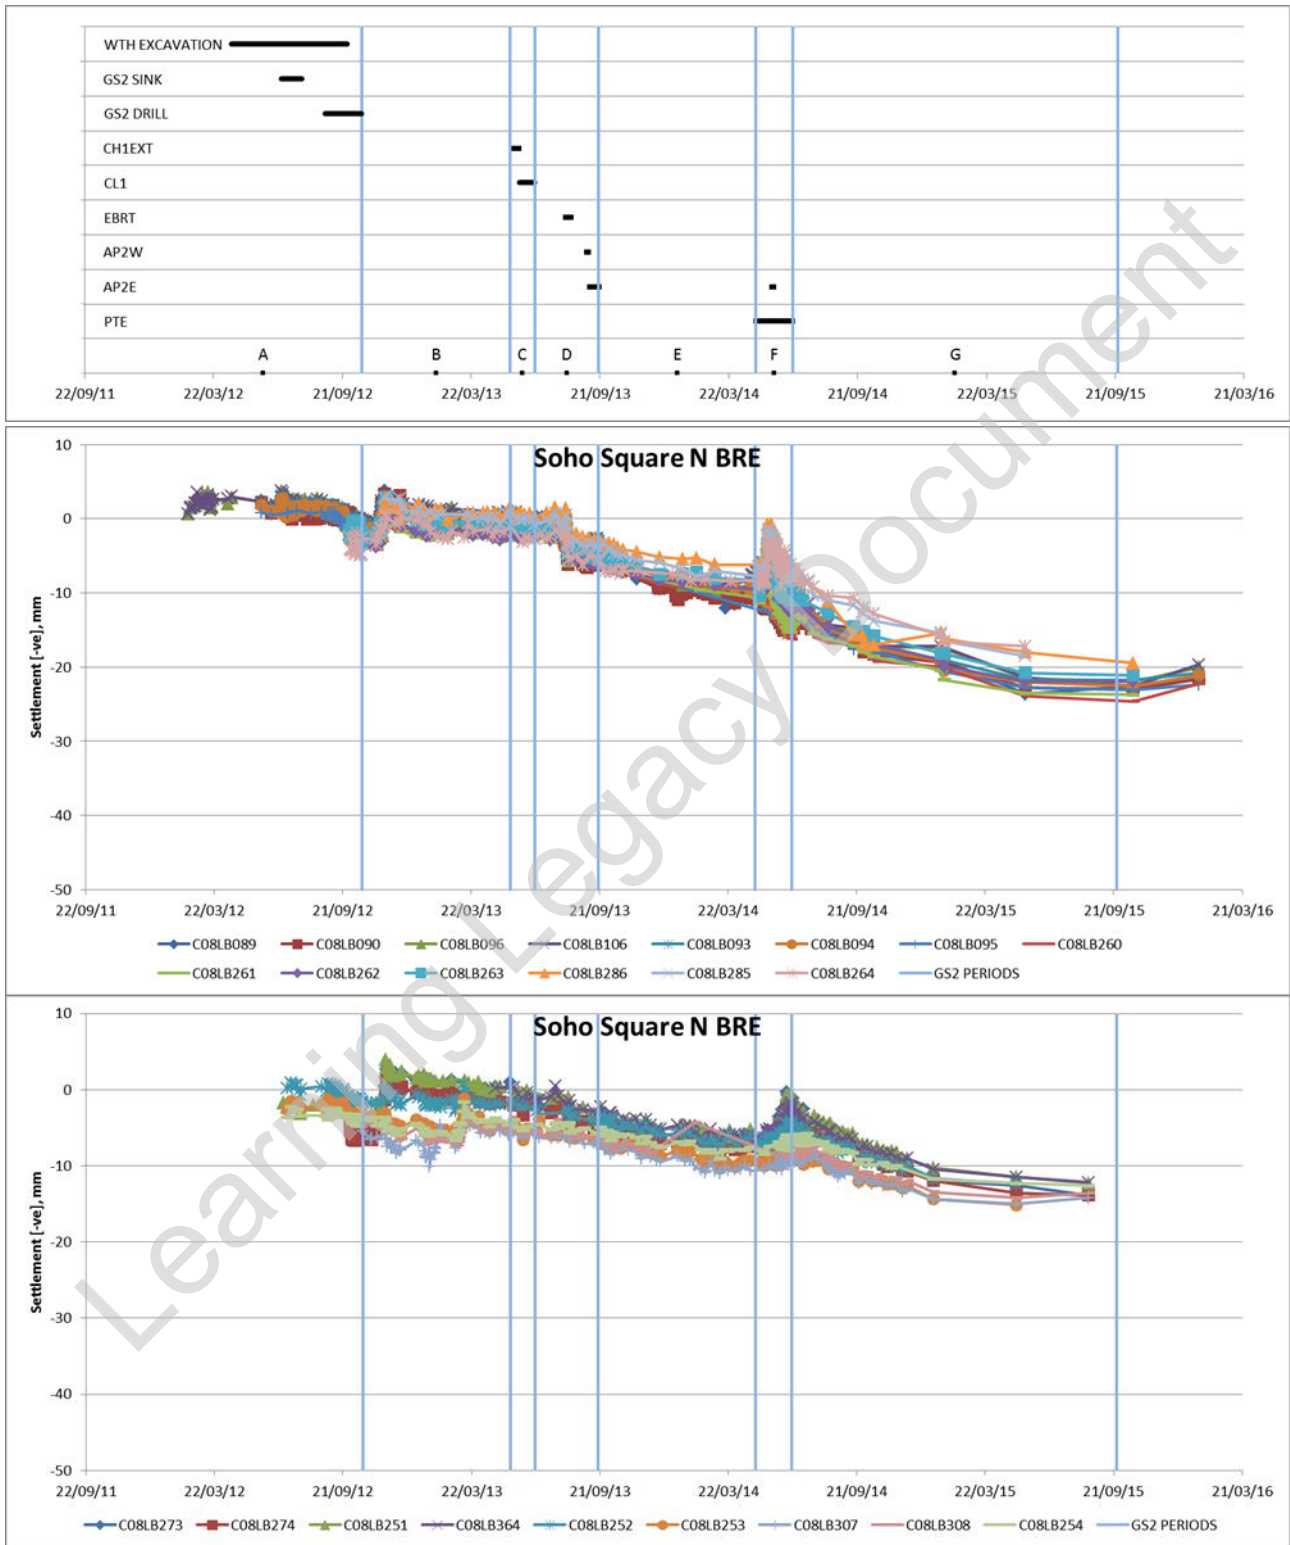 WTH EXCAVATION
GS2 SINK
GS2 DRILL
CH1EXT
CL1
EBRT
AP2W
AP2E
PTE
A B C D E F G
22/09/11 22/03/12 21/09/12 22/03/13 21/09/13 22/03/14 21/09/14 22/03/15 21/09/15 21/03/16
Soho Square N BRE
Settlement [-ve], mm
10
0
-10
-20
-30
-40
-50
22/09/11 22/03/12 21/09/12 22/03/13 21/09/13 22/03/14 21/09/14 22/03/15 21/09/15 21/03/16
C08LB089 C08LB090 C08LB096 C08LB106 C08LB093 C08LB094 C08LB095 C08LB260
C08LB261 C08LB262 C08LB263 C08LB286 C08LB285 C08LB264 GS2 PERIODS
Soho Square N BRE
Settlement [-ve], mm
10
0
-10
-20
-30
-40
-50
22/09/11 22/03/12 21/09/12 22/03/13 21/09/13 22/03/14 21/09/14 22/03/15 21/09/15 21/03/16
C08LB273 C08LB274 C08LB251 C08LB364 C08LB252 C08LB253 C08LB307 C08LB308 C08LB254 GS2 PERIODS
Learning Legacy Document